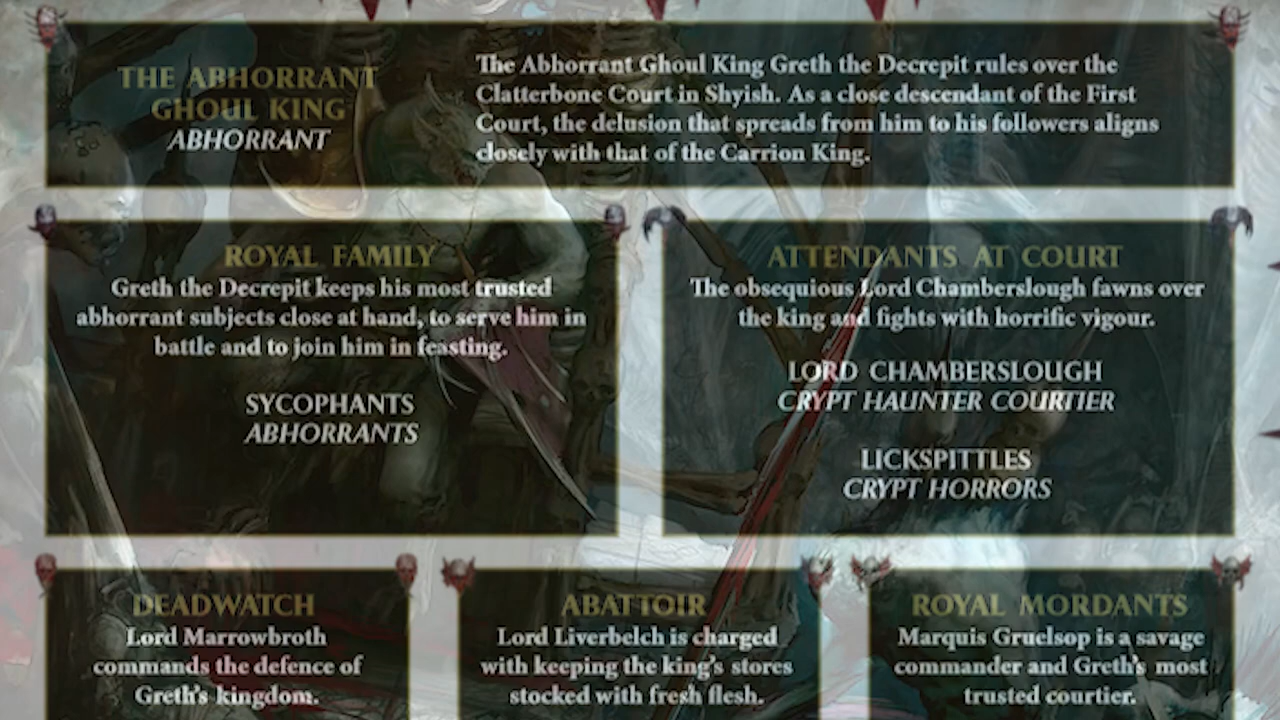 THE ABHORRANT
GHOUL KING
ABHORRANT
The Abhorrant Ghoul King Greth the Decrepit rules over the
Clatterbone Court in Shyish. As a close descendant of the First
Court, the delusion that spreads from him to his followers aligns
closely with that of the Carrion King.
ROYAL FAMILY
Greth the Decrepit keeps his most trusted
abhorrant subjects close at hand, to serve him in
battle and to join him in feasting.
SYCOPHANTS
ABHORRANTS
ATTENDANTS AT COURT
The obsequious Lord Chamberslough fawns over
the king and fights with horrific vigour.
LORD CHAMBERSLOUGH
CRYPT HAUNTER COURTIER
LICKSPITTLES
CRYPT HORRORS
DEADWATCH
Lord Marrowbroth
commands the defence of
Greth's kingdom.
ABATTOIR
Lord Liverbelch is charged
with keeping the king's stores
stocked with fresh flesh.
ROYAL MORDANTS
Marquis Gruelsop is a savage
commander and Greth's most
trusted courtier.